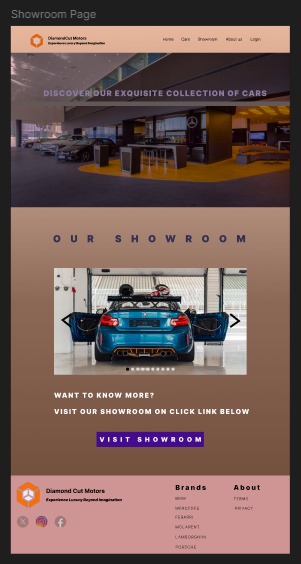 Showroom Page
DiamondCut Motors
Experience Luxury Beyond Imagination
Home Cars Showroom About us Login
DISCOVER OUR EXQUISITE COLLECTION OF CARS
OUR SHOWROOM
WANT TO KNOW MORE?
VISIT OUR SHOWROOM ON CLICK LINK BELOW
VISIT SHOWROOM
Diamond Cut Motors
Experience Luxury Beyond Imagination
Brands About
BMW TERMS
MERCEDES PRIVACY
FERARRI
MCLARENT
LAMBORGHINI
PORSCHE